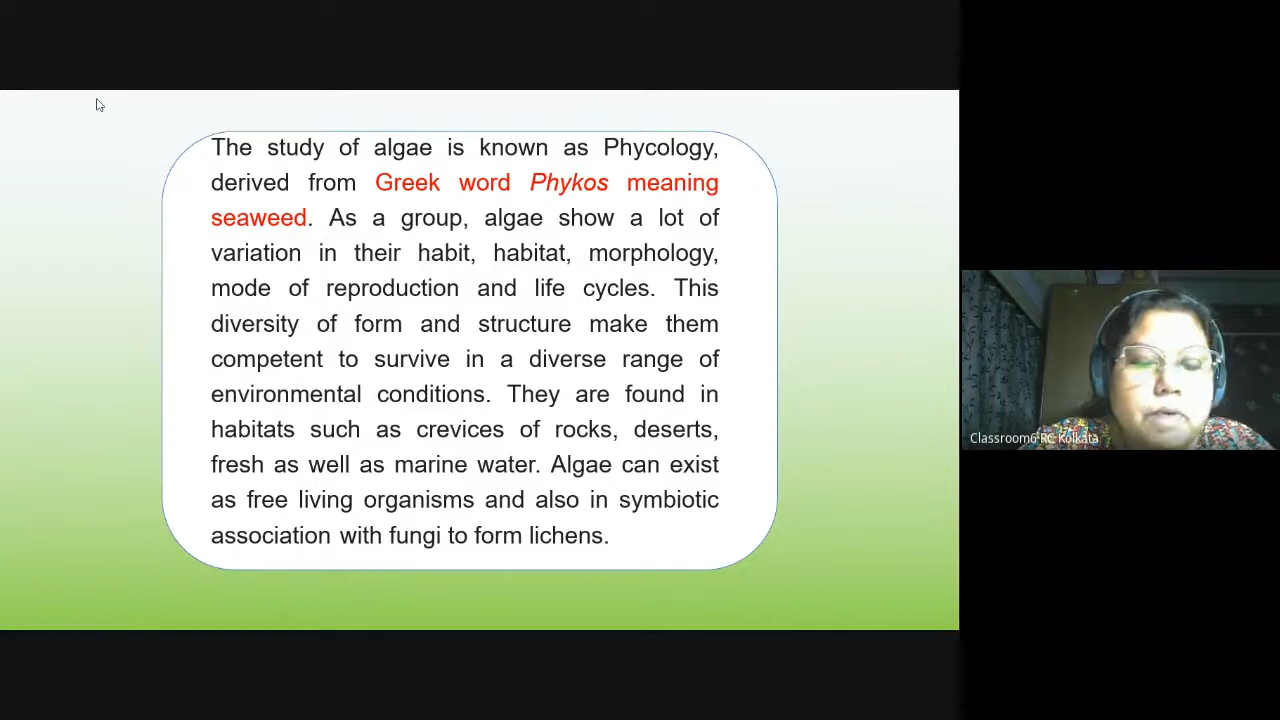 The study of algae is known as Phycology,
derived from Greek word Phykos meaning
seaweed. As a group, algae show a lot of
variation in their habit, habitat, morphology,
mode of reproduction and life cycles. This
diversity of form and structure make them
competent to survive in a diverse range of
environmental conditions. They are found in
habitats such as crevices of rocks, deserts,
fresh as well as marine water. Algae can exist
as free living organisms and also in symbiotic
association with fungi to form lichens.
Classroom6 RC Kolkata